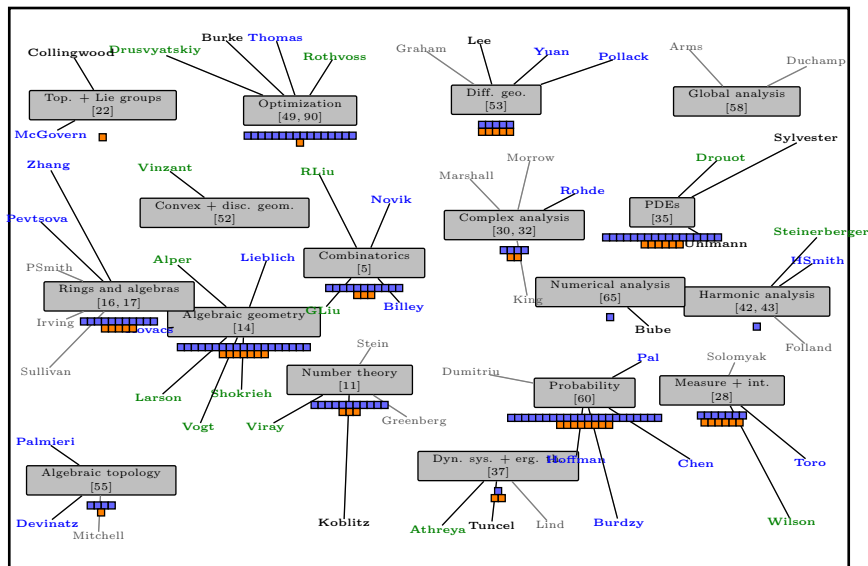 Collingwood
Drusvyatskiy
Burke
Thomas
Rothvoss
Graham
Lee
Yuan
Pollack
Arms
Duchamp
Top. + Lie groups
[22]
McGovern
Optimization
[49, 90]
Diff. geo.
[53]
Global analysis
[58]
Zhang
Vinzant
RLiu
Novik
Marshall
Morrow
Rohde
Drouot
Sylvester
Pevtsova
Convex + disc. geom.
[52]
Complex analysis
[30, 32]
PDEs
[35]
Uhlmann
Steinerberger
PSmith
Alper
Lieblich
Combinatorics
[5]
HSmith
Rings and algebras
[16, 17]
Numerical analysis
[65]
Harmonic analysis
[42, 43]
King
GLiu
Billey
Irving
Kovacs
Algebraic geometry
[14]
Bube
Folland
Sullivan
Stein
Dumitriu
Pal
Solomyak
Larson
Shokrieh
Number theory
[11]
Probability
[60]
Measure + int.
[28]
Vogt
Viray
Greenberg
Palmieri
Dyn. sys. + erg. th.
[37]
Hoffman
Chen
Toro
Algebraic topology
[55]
Devinatz
Mitchell
Koblitz
Athreya
Tuncel
Lind
Burdzy
Wilson